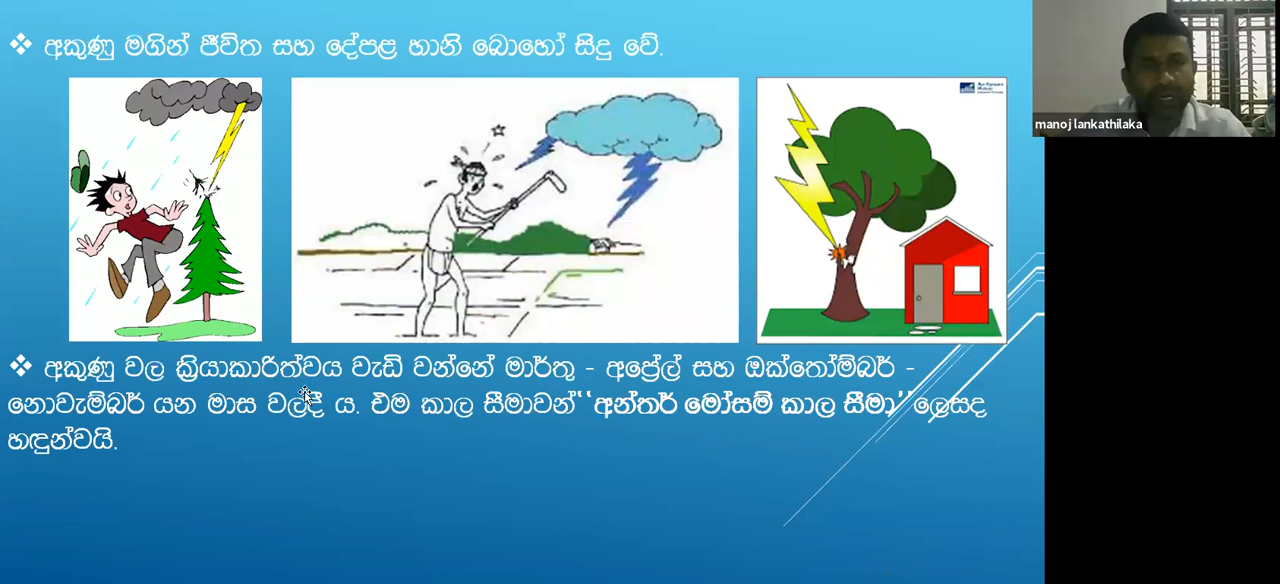 ❖ අකුණු මගින් ජීවිත සහ දේපළ හානි බොහෝ සිදු වේ.
manoj lankathilaka
❖ අකුණු වල ක්‍රියාකාරිත්වය වැඩි වන්නේ මාර්තු - අප්‍රේල් සහ ඔක්තෝම්බර් -
නොවැම්බර් යන මාස වලදී ය. එම කාල සීමාවන් ‘‘අන්තර් මෝසම් කාල සීමා’’ ලෙසද
හඳුන්වයි.